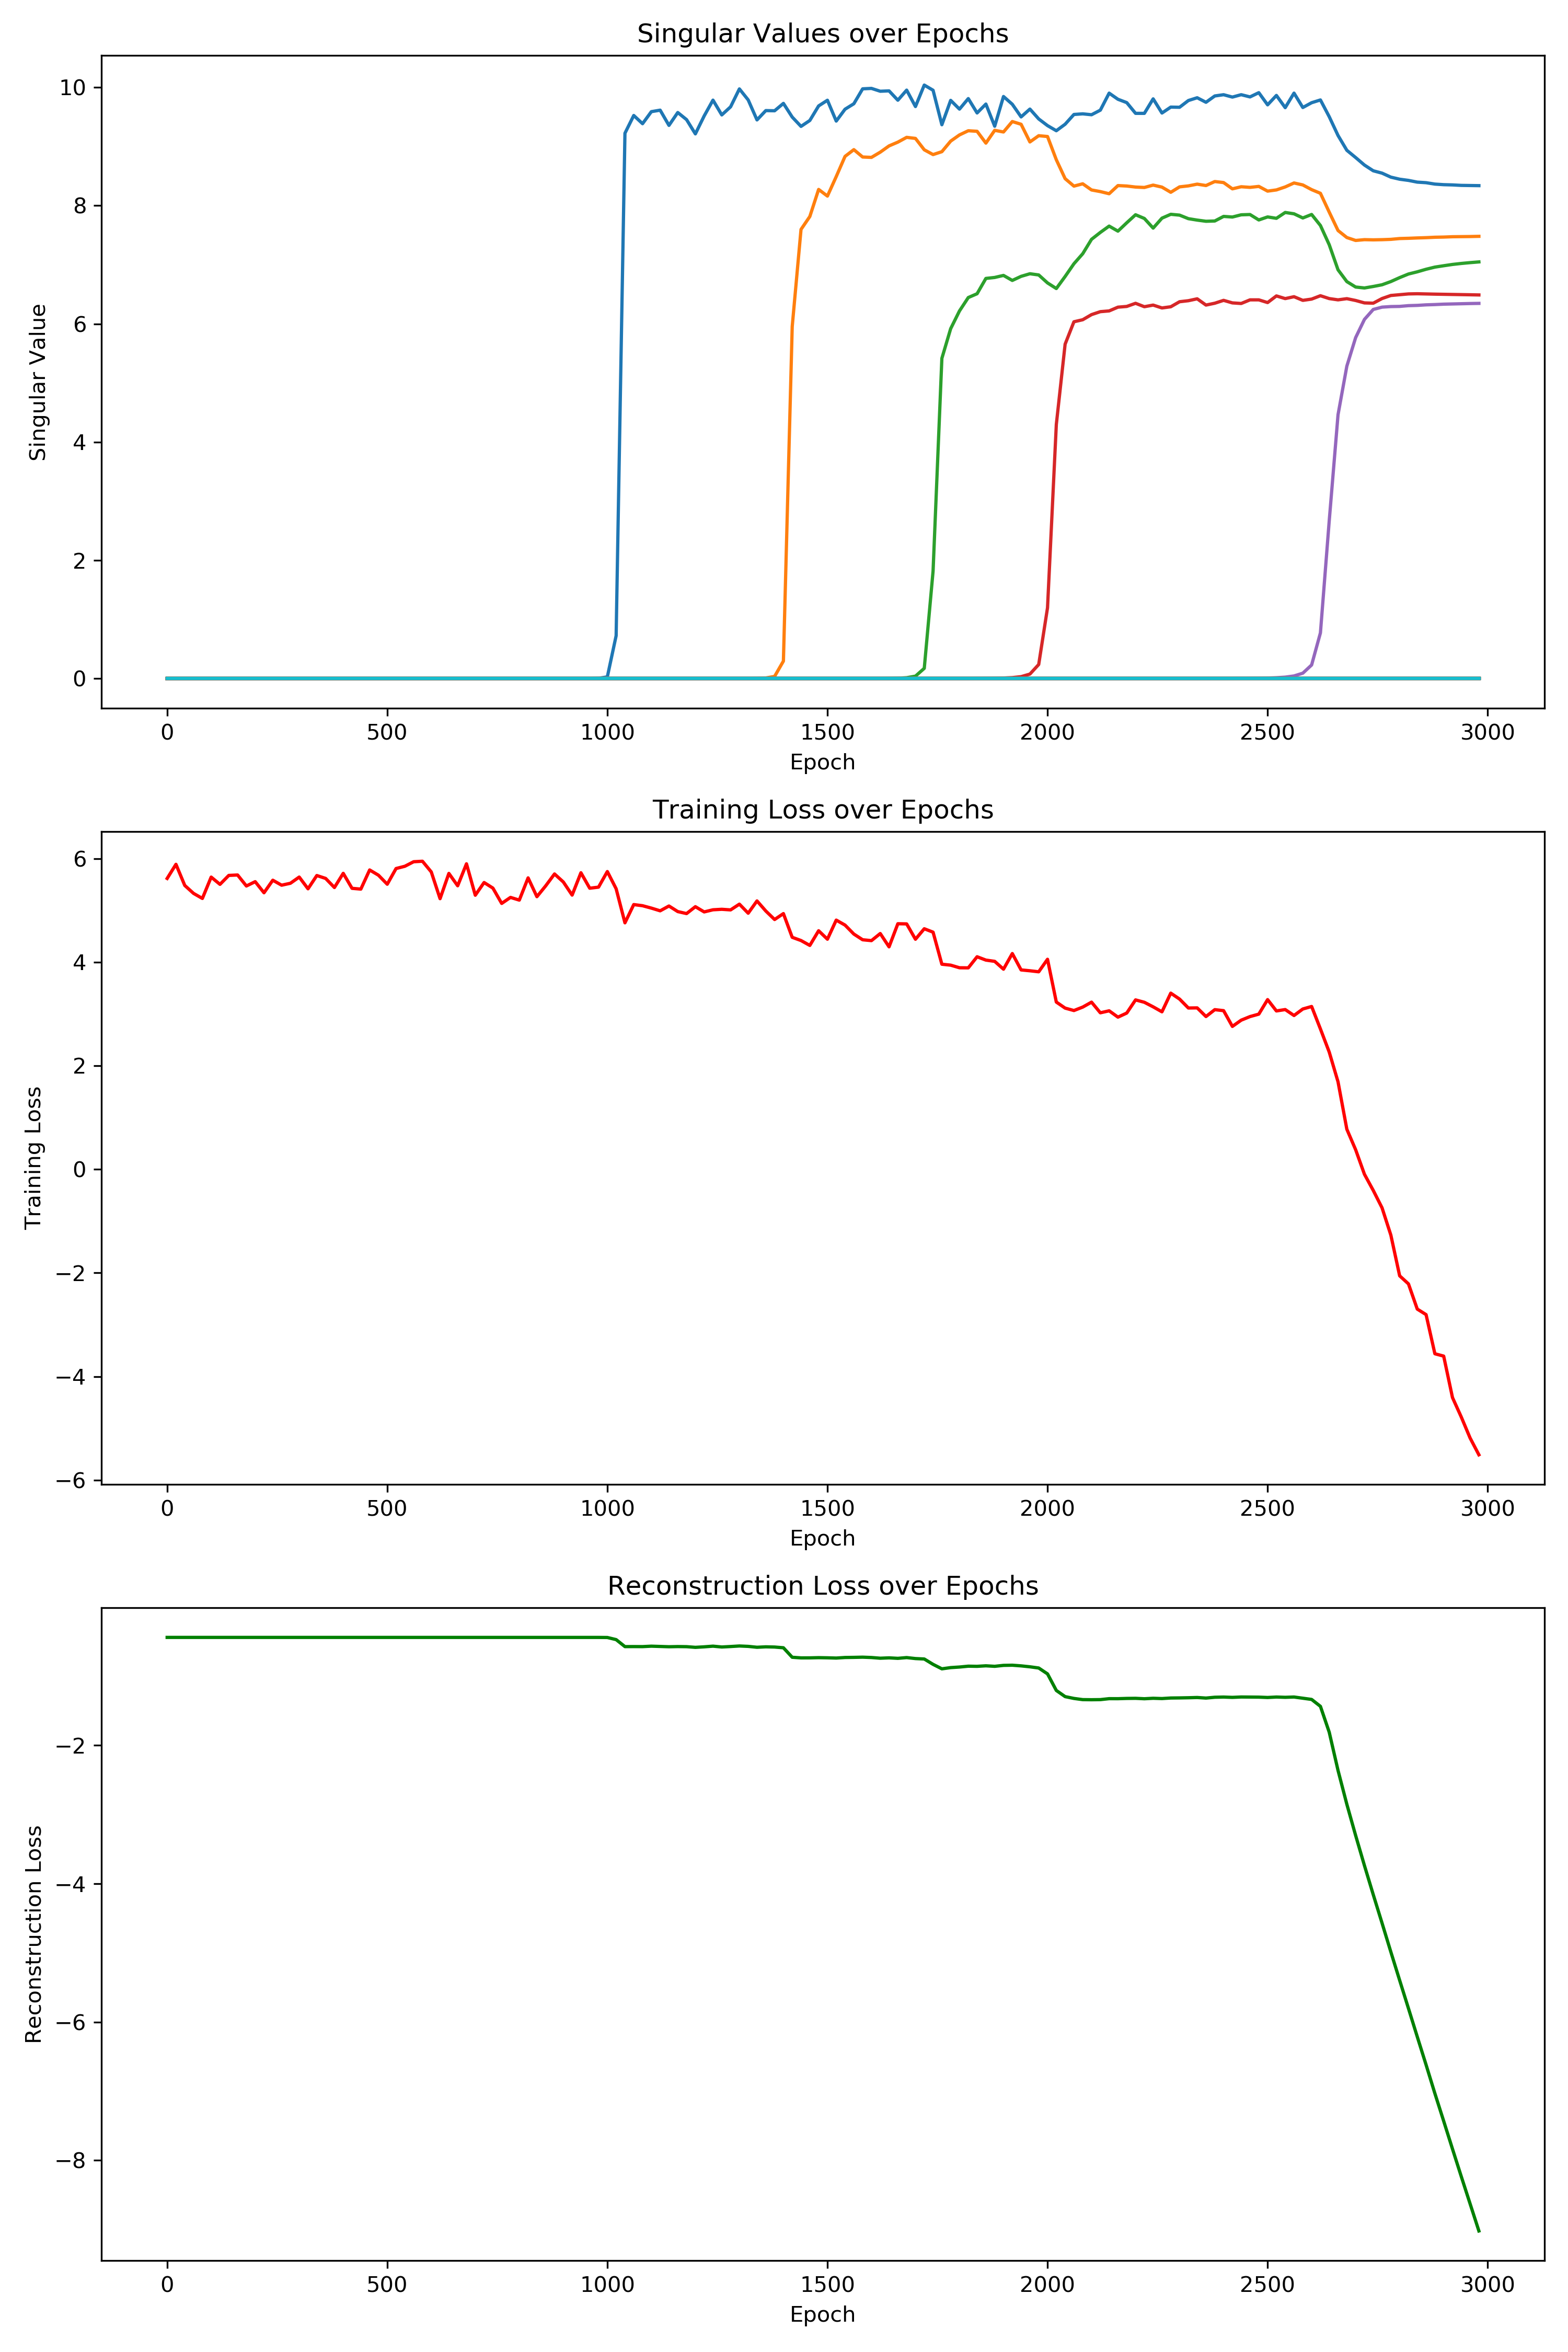 Singular Values over Epochs
10
8
6
4
2
0
Singular Value
0 500 1000 1500 2000 2500 3000
Epoch
Training Loss over Epochs
6
4
2
0
−2
−4
−6
Training Loss
0 500 1000 1500 2000 2500 3000
Epoch
Reconstruction Loss over Epochs
−2
−4
−6
−8
Reconstruction Loss
0 500 1000 1500 2000 2500 3000
Epoch